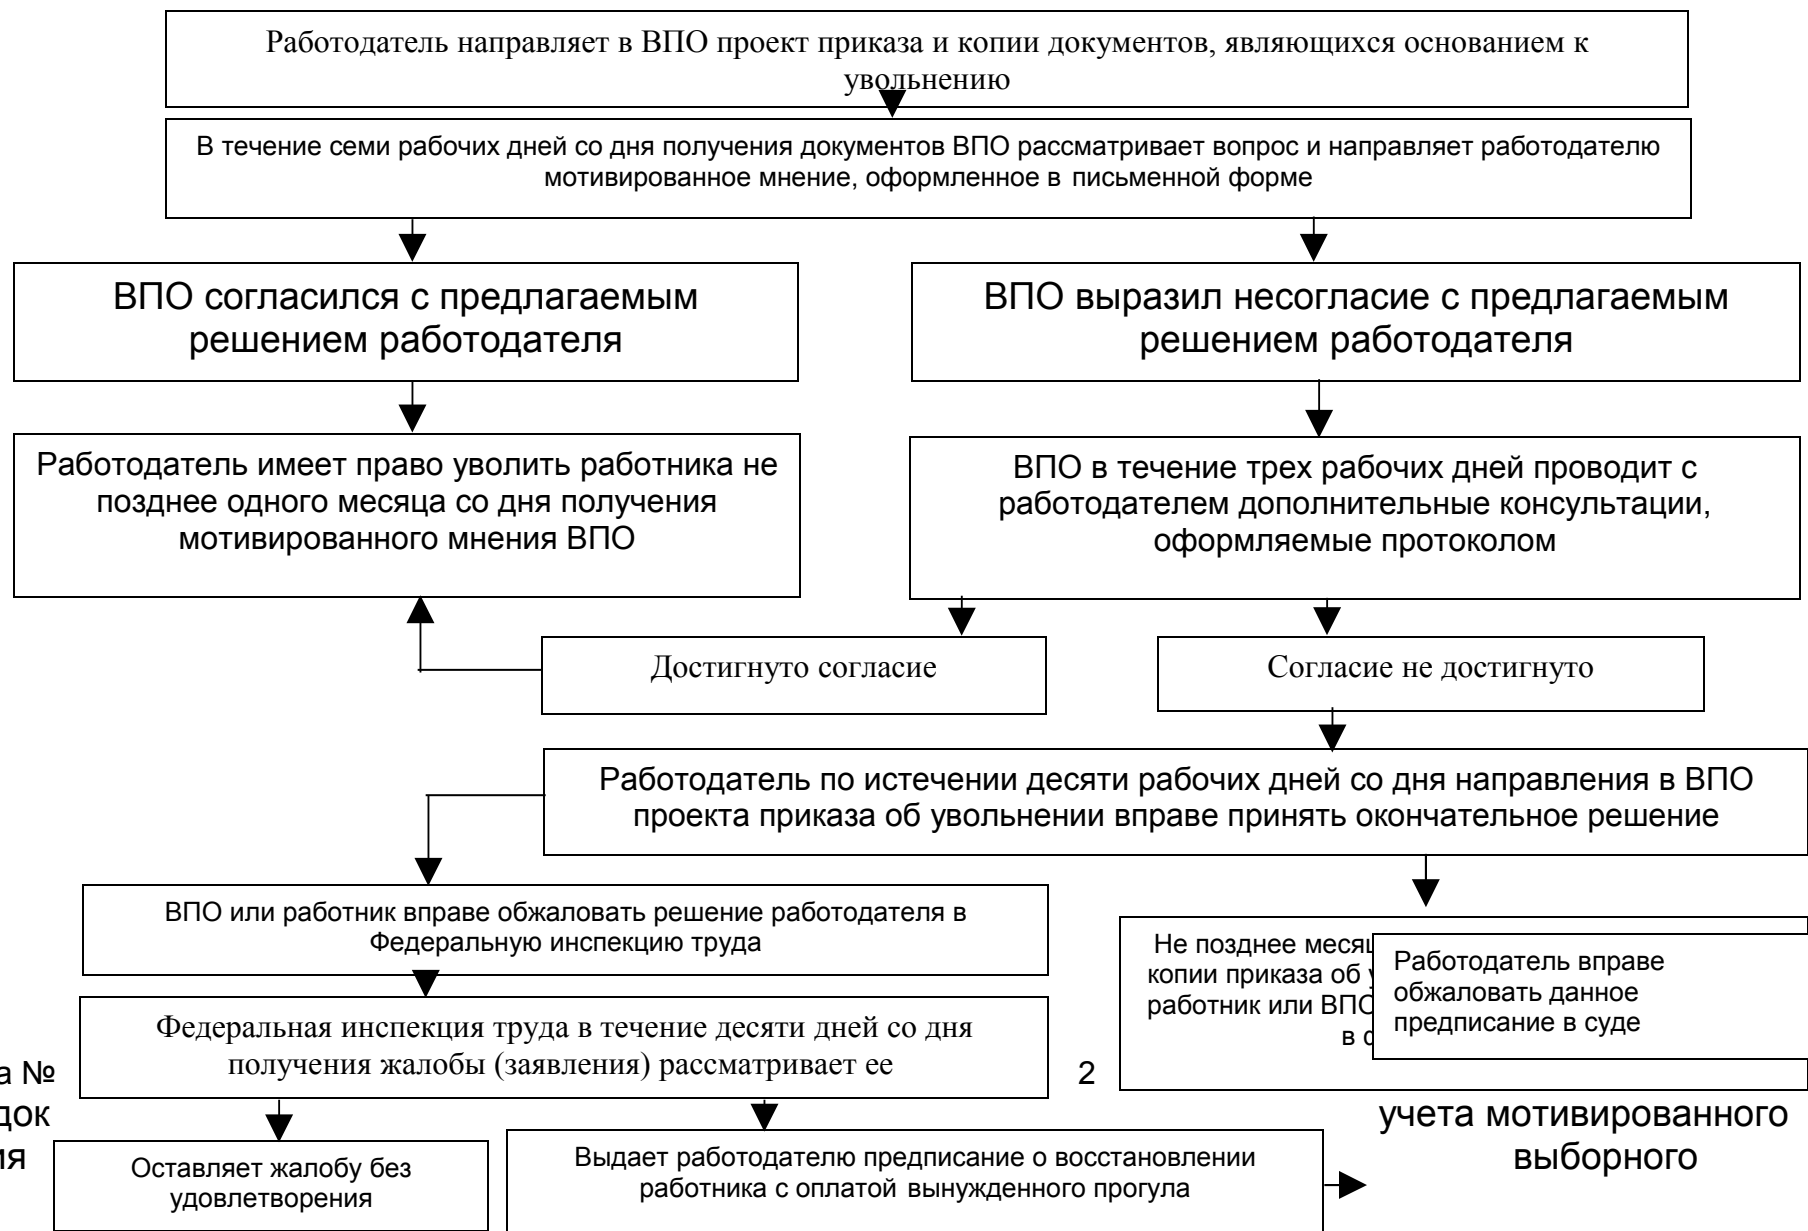 Работодатель направляет в ВПО проект приказа и копии документов, являющихся основанием к
увольнению
В течение семи рабочих дней со дня получения документов ВПО рассматривает вопрос и направляет работодателю
мотивированное мнение, оформленное в письменной форме
ВПО согласился с предлагаемым
решением работодателя
ВПО выразил несогласие с предлагаемым
решением работодателя
Работодатель имеет право уволить работника не
позднее одного месяца со дня получения
мотивированного мнения ВПО
ВПО в течение трех рабочих дней проводит с
работодателем дополнительные консультации,
оформляемые протоколом
Достигнуто согласие
Согласие не достигнуто
Работодатель по истечении десяти рабочих дней со дня направления в ВПО
проекта приказа об увольнении вправе принять окончательное решение
ВПО или работник вправе обжаловать решение работодателя в
Федеральную инспекцию труда
Не позднее
копии приказа об
работник или ВПО
в
Работодатель вправе
обжаловать данное
предписание в суде
Федеральная инспекция труда в течение десяти дней со дня
получения жалобы (заявления) рассматривает ее
а №
док
ия
2
учета мотивированного
выборного
Оставляет жалобу без
удовлетворения
Выдает работодателю предписание о восстановлении
работника с оплатой вынужденного прогула